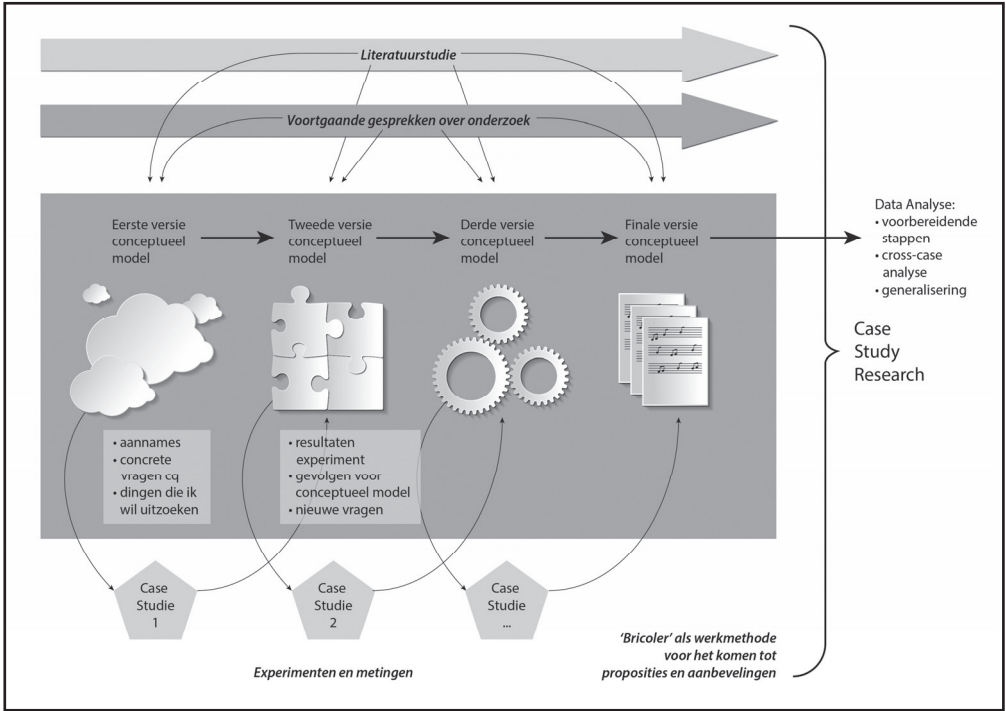 Literatuurstudie
Voortgaande gesprekken over onderzoek
Eerste versie
conceptueel
model
Tweede versie
conceptueel
model
Derde versie
conceptueel
model
Finale versie
conceptueel
model
• aannames
• concrete
vragen cq
• dingen die ik
wil uitzoeken
• resultaten
experiment
• gevolgen voor
conceptueel model
• nieuwe vragen
Case
Studie
1
Case
Studie
2
Case
Studie
...
Experimenten en metingen
‘Bricoler’ als werkmethode
voor het komen tot
proposities en aanbevelingen
Data Analyse:
• voorbereidende
stappen
• cross-case
analyse
• generalisering
Case
Study
Research